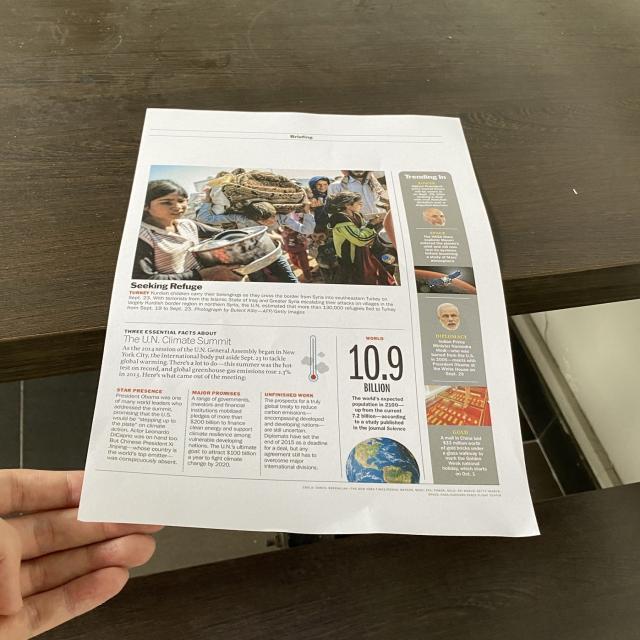 Briefing
Seeking Refuge
TURKEY Kurdish children carry their belongings as they cross the border from Syria into southeastern Turkey on
Sept. 23. With terrorists from the Islamic State of Iraq and Greater Syria escalating their attacks on villages in the
largely Kurdish border region in northern Syria, the U.N. estimated that more than 130,000 refugees fled to Turkey
from Sept. 19 to Sept. 23. Photograph by Bulent Kilic—AFP/Getty Images
THREE ESSENTIAL FACTS ABOUT
The U.N. Climate Summit
As the 2014 session of the U.N. General Assembly began in New
York City, the international body put aside Sept. 23 to tackle
global warming. There's a lot to do—this summer was the hot-
test on record, and global greenhouse gas emissions rose 2.3%
in 2013. Here's what came out of the meeting:
STAR PRESENCE
President Obama was one
of many world leaders who
addressed the summit,
promising that the U.S.
would be "stepping up to
the plate" on climate
action. Actor Leonardo
DiCaprio was on hand too.
But Chinese President Xi
Jinping—whose country is
the world's top emitter—
was conspicuously absent.
MAJOR PROMISES
A range of governments,
investors and financial
institutions mobilized
pledges of more than
$200 billion to finance
clean energy and support
climate resilience among
vulnerable developing
nations. The U.N.'s ultimate
goal: to attract $100 billion
a year to fight climate
change by 2020.
UNFINISHED WORK
The prospects for a truly
global treaty to reduce
carbon emissions—
encompassing developed
and developing nations—
are still uncertain.
Diplomats have set the
end of 2015 as a deadline
for a deal, but any
agreement still has to
overcome major
international divisions.
WORLD
10.9
BILLION
The world's expected
population in 2100—
up from the current
7.2 billion—according
to a study published
in the journal Science
Trending In
SPACE
The NASA
DIPLOMACY
Indian Prime
Minister Narendra
Modi—who was
barred from the U.S.
in 2005—meets with
President Obama at
the White House on
Sept. 29
GOLD
A mall in China laid
$33 million worth
of gold bricks under
a glass walkway to
mark the Golden
Week national
holiday, which starts
on Oct. 1